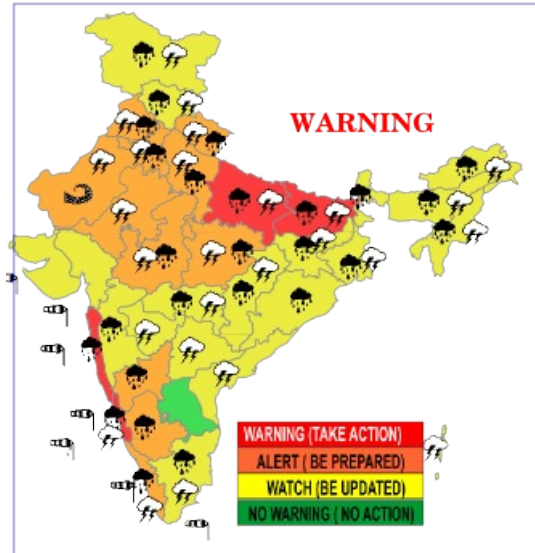 WARNING
WARNING (TAKE ACTION)
ALERT ( BE PREPARED)
WATCH (BE UPDATED)
NO WARNING ( NO ACTION)